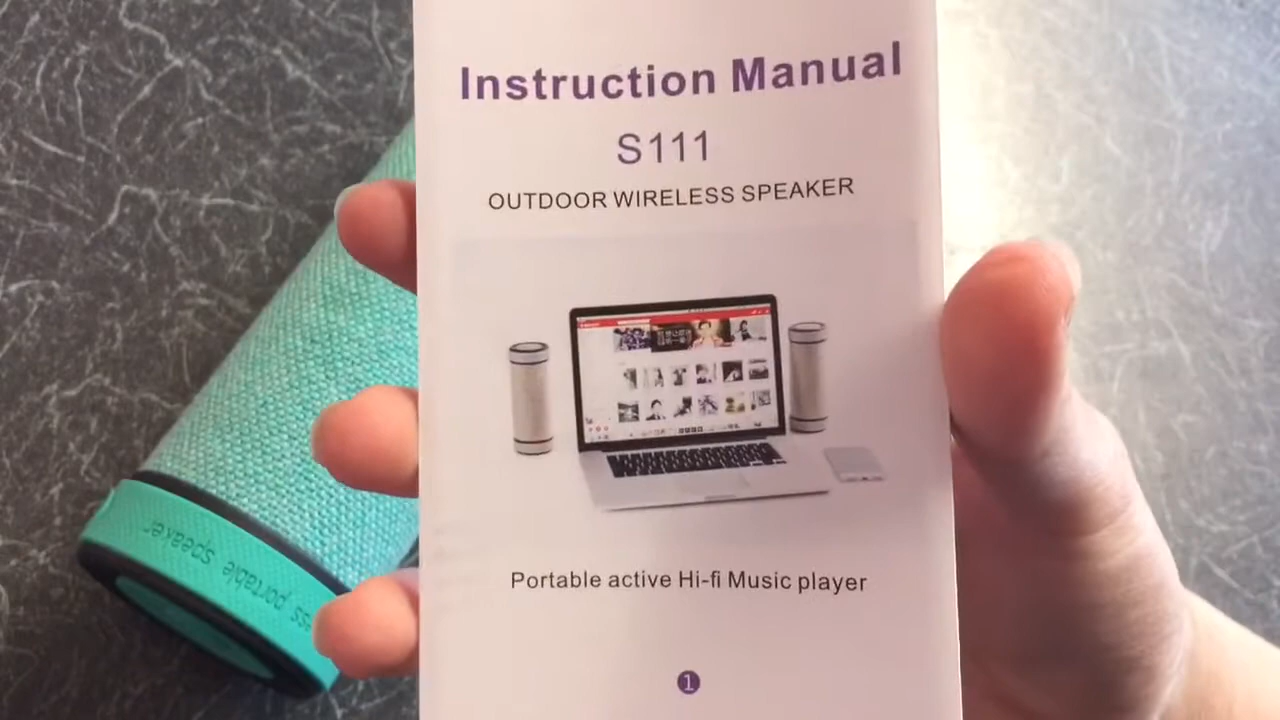 Instruction Manual
S111
OUTDOOR WIRELESS SPEAKER
Portable active Hi-fi Music player
1
portable speaker